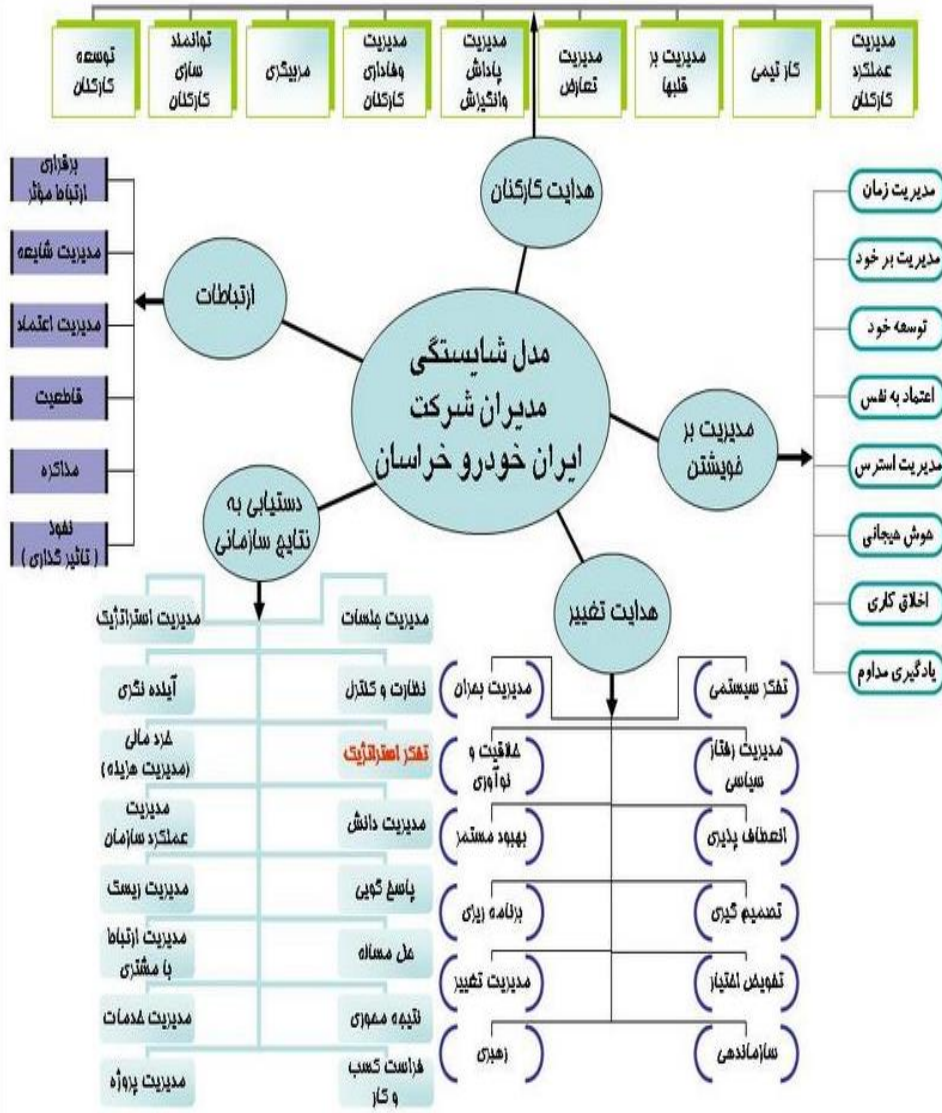 مدیریت
عملکرد
کارکنان
کار تیمی
مدیریت بر
قلبها
مدیریت
تعارض
مدیریت
پاداش
وانگیزش
مدیریت
وفاداری
کارکنان
مربیگری
توانمند
سازی
کارکنان
توسعه
کارکنان
هدایت کارکنان
مدیریت زمان
مدیریت بر خود
توسعه خود
اعتماد به نفس
مدیریت استرس
هوش هیجانی
اخلاق کاری
یادگیری مداوم
مدیریت بر
خویشتن
مدل شایستگی
مدیران شرکت
ایران خودرو خراسان
ارتباطات
برقراری
ارتباط مؤثر
مدیریت شایعه
مدیریت اعتماد
قاطعیت
مذاکره
نفوذ
(تاثیر گذاری)
هدایت تغییر
تفکر سیستمی
مدیریت بحران
مدیریت رفتار
سیاسی
خلاقیت و
نوآوری
انعطاف پذیری
بهبود مستمر
تصمیم گیری
برنامه ریزی
تفویض اختیار
مدیریت تغییر
سازماندهی
رهبری
دستیابی به
نتایج سازمانی
مدیریت جلسات
مدیریت استراتژیک
نظارت و کنترل
آینده نگری
تفکر استراتژیک
خرد مالی
(مدیریت هزینه)
مدیریت دانش
مدیریت
عملکرد سازمان
پاسخ گویی
مدیریت ریسک
حل مساله
مدیریت ارتباط
با مشتری
نتیجه محوری
مدیریت خدمات
فراست کسب
و کار
مدیریت پروژه